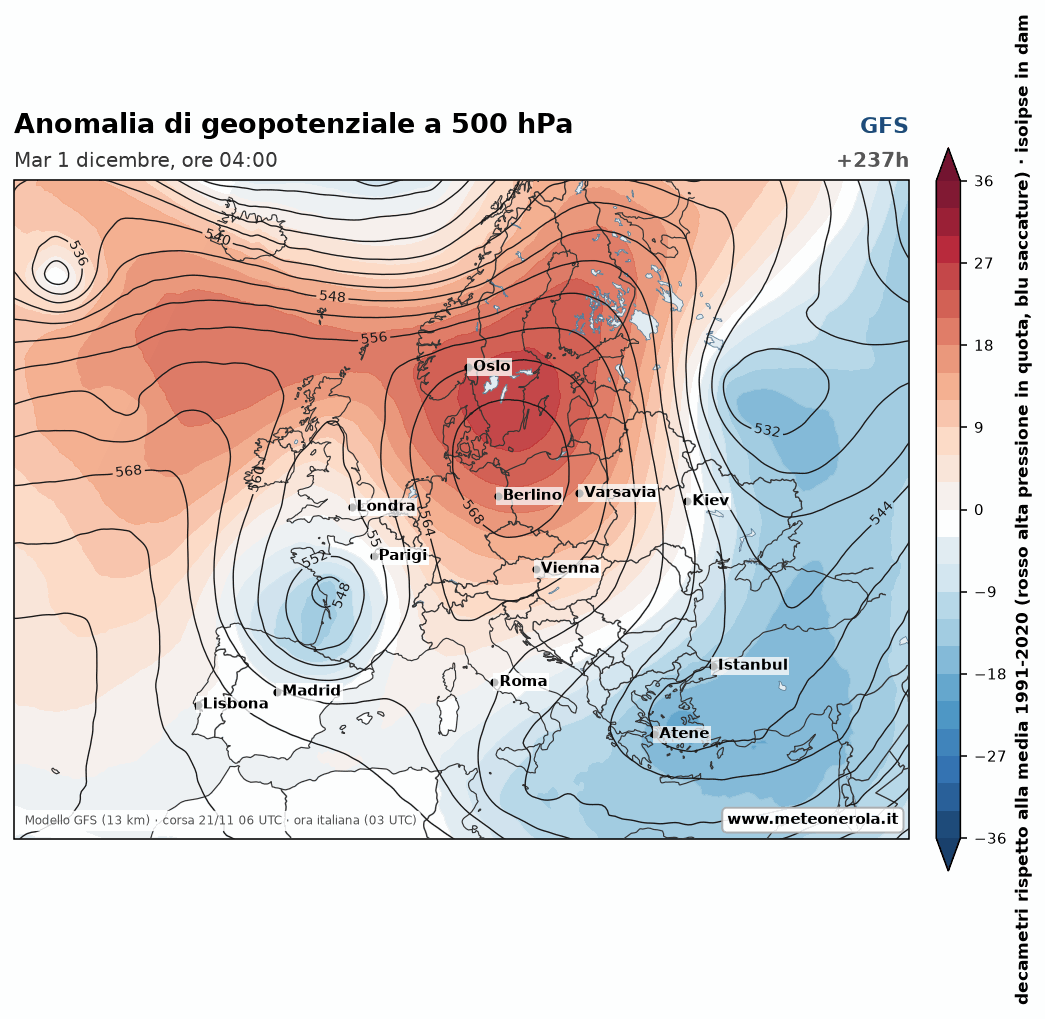 Anomalia di geopotenziale a 500 hPa
GFS
Mar 1 dicembre, ore 04:00
+237h
536
540
548
556
Oslo
532
568
560
Berlino
Varsavia
Kiev
Londra
568
564
544
552
Parigi
Vienna
548
Istanbul
Roma
Madrid
Lisbona
Atene
Modello GFS (13 km) · corsa 21/11 06 UTC · ora italiana (03 UTC)
www.meteonerola.it
36
27
18
9
0
−9
−18
−27
−36
decametri rispetto alla media 1991-2020 (rosso alta pressione in quota, blu saccature) · isoipse in dam